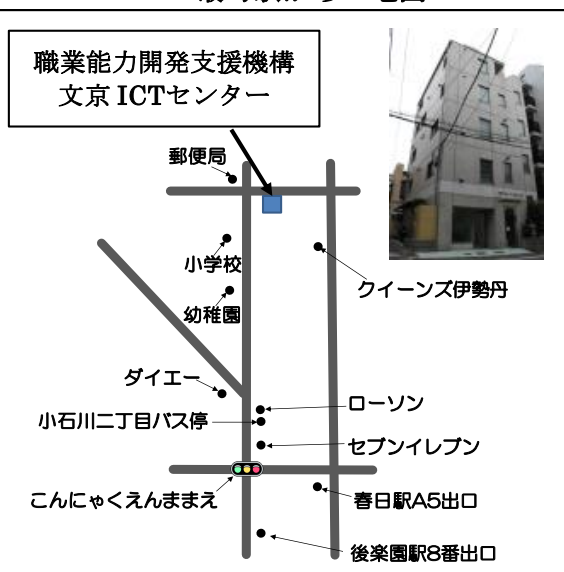 職業能力開発支援機構
文京 ICTセンター
郵便局
小学校
クイーンズ伊勢丹
幼稚園
ダイエー
ローソン
小石川二丁目バス停
セブンイレブン
こんにゃくえんままえ
春日駅A5出口
後楽園駅8番出口